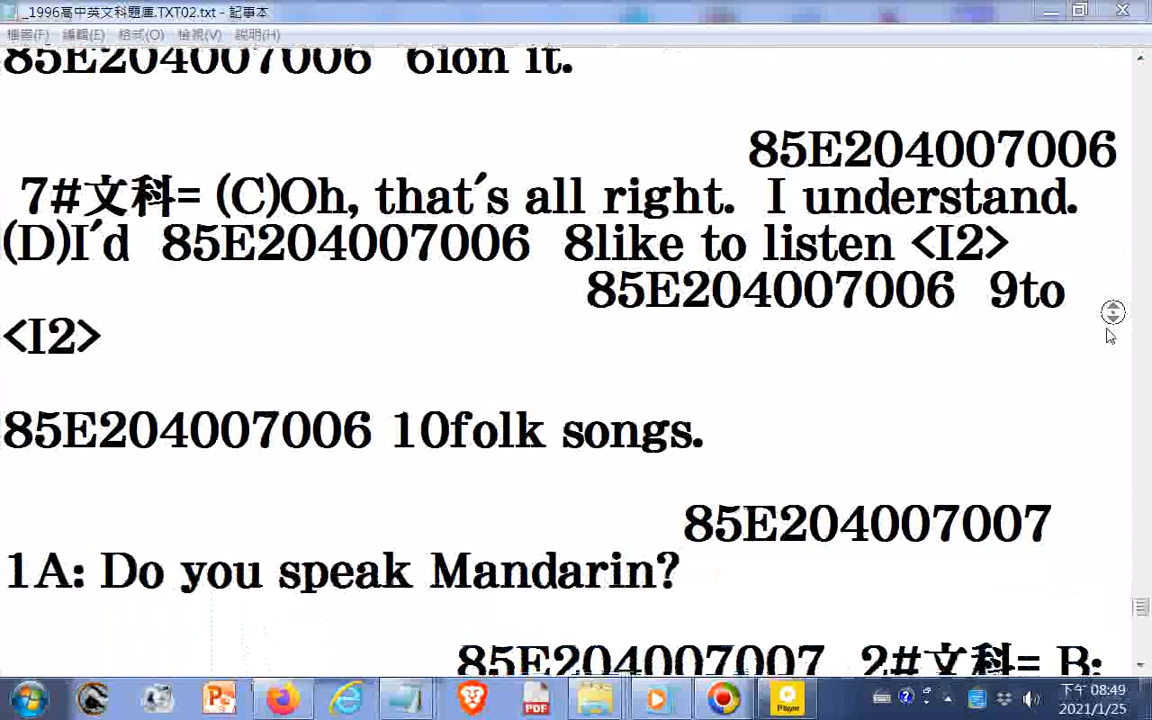 _1996高中英文科題庫.TXT02.txt - 記事本
檔案(F) 編輯(E) 格式(O) 檢視(V) 說明(H)
85E204007006 6ion it.
85E204007006
7#文科= (C)Oh, that´s all right. I understand.
(D)I´d 85E204007006 8like to listen <I2>
85E204007006 9to
<I2>
85E204007006 10folk songs.
85E204007007
1A: Do you speak Mandarin?
85E204007007 2#文科= B:
PDF
Player
下午 08:49
2021/1/25